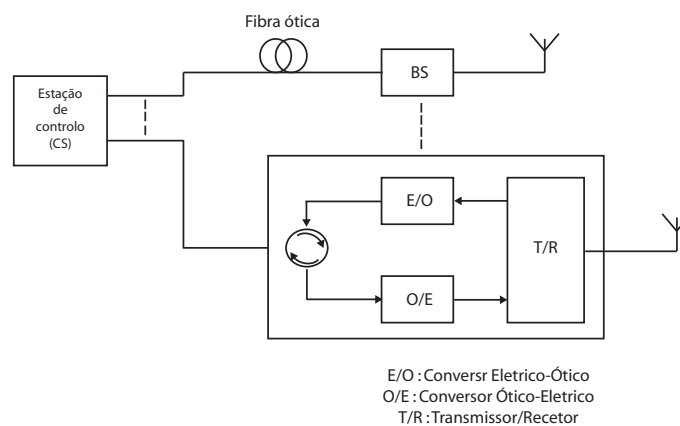 Fibra ótica
BS
Estação
de
controlo
(CS)
E/O
T/R
O/E
E/O : Conversr Eletrico-Ótico
O/E : Conversor Ótico-Eletrico
T/R : Transmissor/Recetor